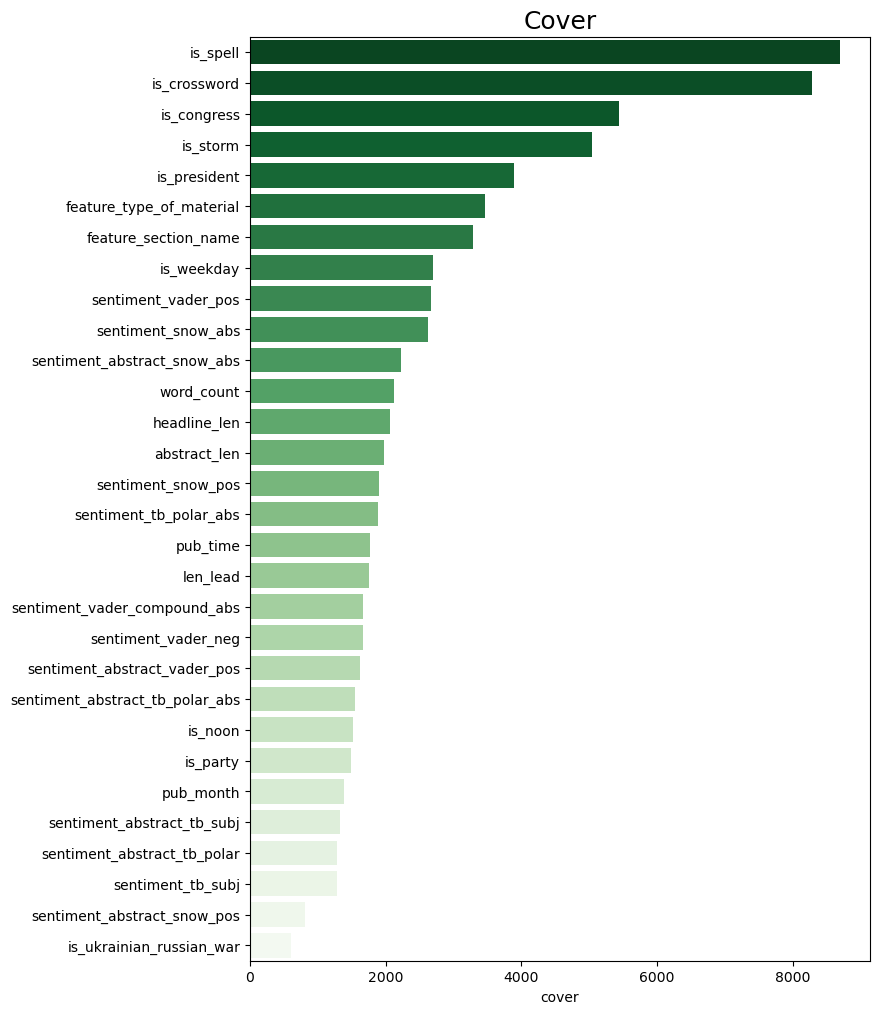 Cover
is_spell
is_crossword
is_congress
is_storm
is_president
feature_type_of_material
feature_section_name
is_weekday
sentiment_vader_pos
sentiment_snow_abs
sentiment_abstract_snow_abs
word_count
headline_len
abstract_len
sentiment_snow_pos
sentiment_tb_polar_abs
pub_time
len_lead
sentiment_vader_compound_abs
sentiment_vader_neg
sentiment_abstract_vader_pos
sentiment_abstract_tb_polar_abs
is_noon
is_party
pub_month
sentiment_abstract_tb_subj
sentiment_abstract_tb_polar
sentiment_tb_subj
sentiment_abstract_snow_pos
is_ukrainian_russian_war
0 2000 4000 6000 8000
cover